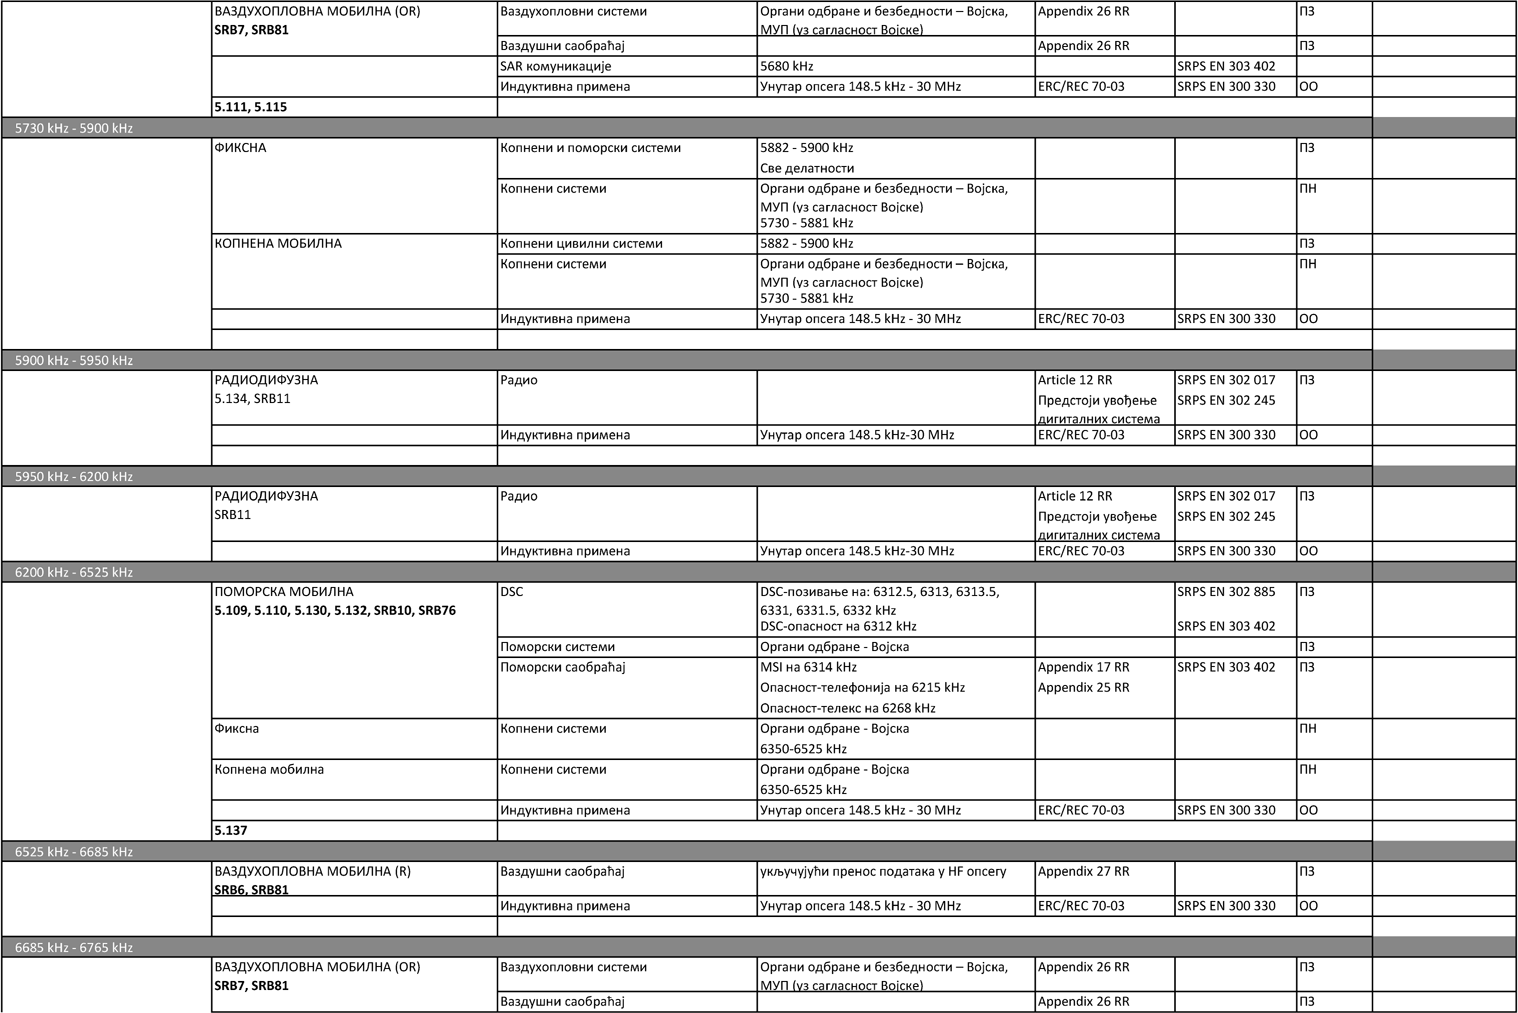 ВАЗДУХОПЛОВНА МОБИЛНА (OR)
SRB7, SRB81
Ваздухопловни системи
Органи одбране и безбедности – Војска,
МУП (уз сагласност Војске)
Appendix 26 RR
ПЗ
Ваздушни саобраћај
Appendix 26 RR
ПЗ
SAR комуникације
5680 kHz
SRPS EN 303 402
Индуктивна примена
Унутар опсега 148.5 kHz - 30 MHz
ERC/REC 70-03
SRPS EN 300 330
ОО
5.111, 5.115
5730 kHz - 5900 kHz
ФИКСНА
Копнени и поморски системи
5882 - 5900 kHz
Све делатности
ПЗ
Копнени системи
Органи одбране и безбедности – Војска,
МУП (уз сагласност Војске)
5730 - 5881 kHz
ПН
КОПНЕНА МОБИЛНА
Копнени цивилни системи
5882 - 5900 kHz
ПЗ
Копнени системи
Органи одбране и безбедности – Војска,
МУП (уз сагласност Војске)
5730 - 5881 kHz
ПН
Индуктивна примена
Унутар опсега 148.5 kHz - 30 MHz
ERC/REC 70-03
SRPS EN 300 330
ОО
5900 kHz - 5950 kHz
РАДИОДИФУЗНА
5.134, SRB11
Радио
Article 12 RR
Предстоји увођење
дигиталних система
SRPS EN 302 017
SRPS EN 302 245
ПЗ
Индуктивна примена
Унутар опсега 148.5 kHz-30 MHz
ERC/REC 70-03
SRPS EN 300 330
ОО
5950 kHz - 6200 kHz
РАДИОДИФУЗНА
SRB11
Радио
Article 12 RR
Предстоји увођење
дигиталних система
SRPS EN 302 017
SRPS EN 302 245
ПЗ
Индуктивна примена
Унутар опсега 148.5 kHz-30 MHz
ERC/REC 70-03
SRPS EN 300 330
ОО
6200 kHz - 6525 kHz
ПОМОРСКА МОБИЛНА
5.109, 5.110, 5.130, 5.132, SRB10, SRB76
DSC
DSC-позивање на: 6312.5, 6313, 6313.5,
6331, 6331.5, 6332 kHz
DSC-опасност на 6312 kHz
SRPS EN 302 885
SRPS EN 303 402
ПЗ
Поморски системи
Органи одбране - Војска
ПЗ
Поморски саобраћај
MSI на 6314 kHz
Опасност-телефонија на 6215 kHz
Опасност-телекс на 6268 kHz
Appendix 17 RR
Appendix 25 RR
SRPS EN 303 402
ПЗ
Фиксна
Копнени системи
Органи одбране - Војска
6350-6525 kHz
ПН
Копнена мобилна
Копнени системи
Органи одбране - Војска
6350-6525 kHz
ПН
Индуктивна примена
Унутар опсега 148.5 kHz - 30 MHz
ERC/REC 70-03
SRPS EN 300 330
ОО
5.137
6525 kHz - 6685 kHz
ВАЗДУХОПЛОВНА МОБИЛНА (R)
SRB6, SRB81
Ваздушни саобраћај
укључујући пренос података у HF опсегу
Appendix 27 RR
ПЗ
Индуктивна примена
Унутар опсега 148.5 kHz - 30 MHz
ERC/REC 70-03
SRPS EN 300 330
ОО
6685 kHz - 6765 kHz
ВАЗДУХОПЛОВНА МОБИЛНА (OR)
SRB7, SRB81
Ваздухопловни системи
Органи одбране и безбедности – Војска,
МУП (уз сагласност Војске)
Appendix 26 RR
ПЗ
Ваздушни саобраћај
Appendix 26 RR
ПЗ